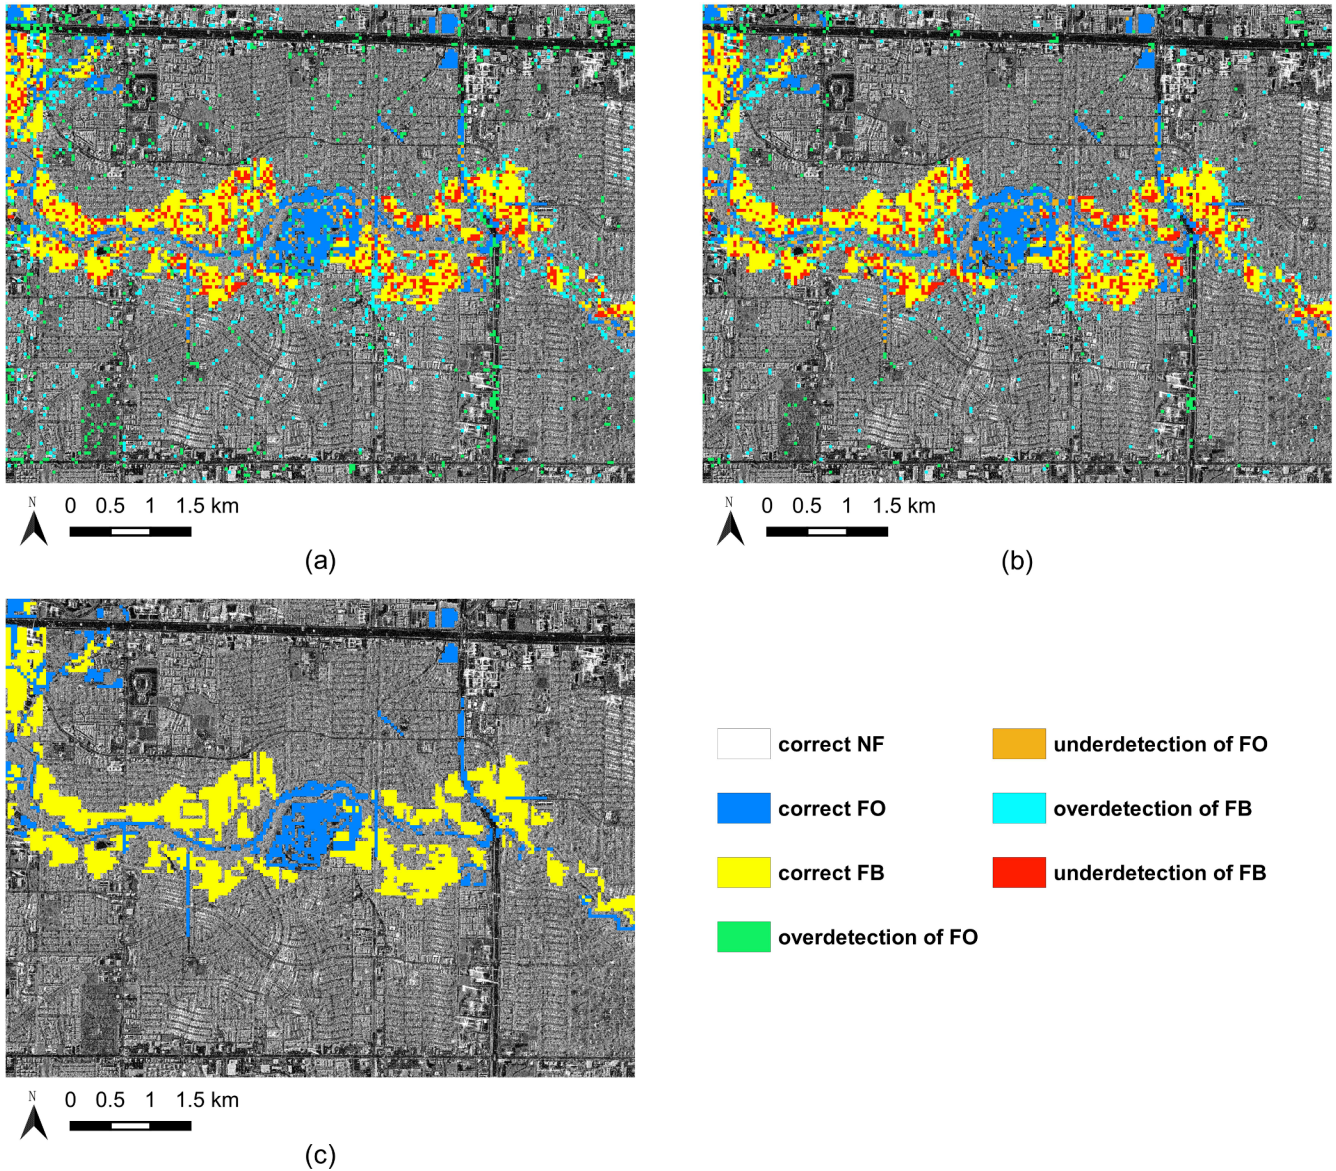 N
0 0.5 1 1.5 km
(a)
N
0 0.5 1 1.5 km
(b)
N
0 0.5 1 1.5 km
(c)
correct NF
correct FO
correct FB
overdetection of FO
underdetection of FO
overdetection of FB
underdetection of FB